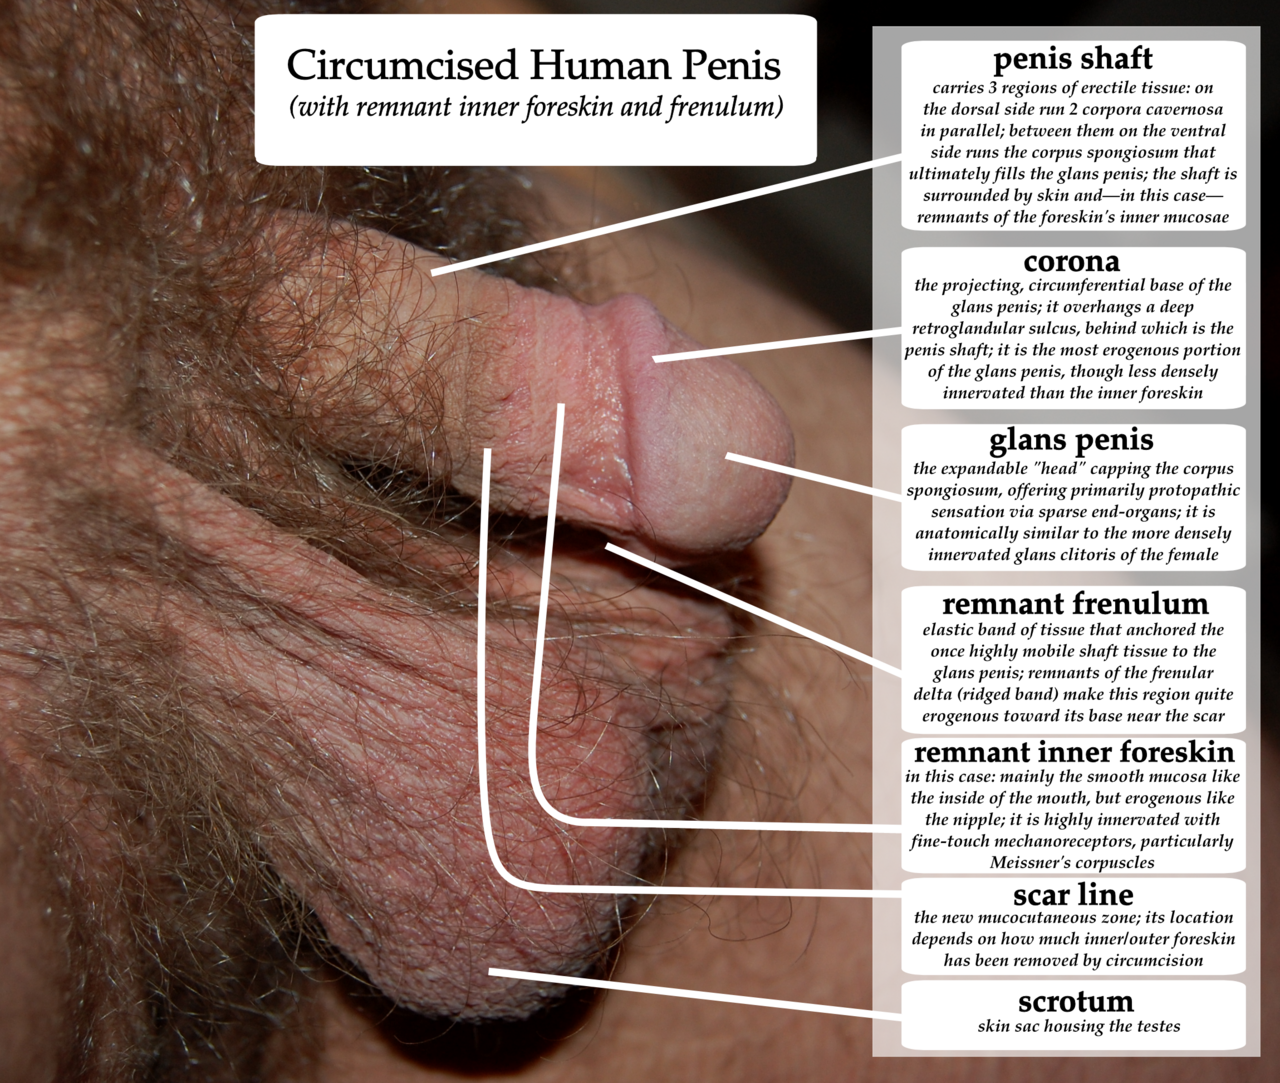 Circumcised Human Penis
(with remnant inner foreskin and frenulum)
penis shaft
carries 3 regions of erectile tissue: on
the dorsal side run 2 corpora cavernosa
in parallel; between them on the ventral
side runs the corpus spongiosum that
ultimately fills the glans penis; the shaft is
surrounded by skin and—in this case—
remnants of the foreskin's inner mucosae
corona
the projecting, circumferential base of the
glans penis; it overhangs a deep
retroglandular sulcus, behind which is the
penis shaft; it is the most erogenous portion
of the glans penis, though less densely
innervated than the inner foreskin
glans penis
the expandable "head" capping the corpus
spongiosum, offering primarily protopathic
sensation via sparse end-organs; it is
anatomically similar to the more densely
innervated glans clitoris of the female
remnant frenulum
elastic band of tissue that anchored the
once highly mobile shaft tissue to the
glans penis; remnants of the frenular
delta (ridged band) make this region quite
erogenous toward its base near the scar
remnant inner foreskin
in this case: mainly the smooth mucosa like
the inside of the mouth, but erogenous like
the nipple; it is highly innervated with
fine-touch mechanoreceptors, particularly
Meissner's corpuscles
scar line
the new mucocutaneous zone; its location
depends on how much inner/outer foreskin
has been removed by circumcision
scrotum
skin sac housing the testes